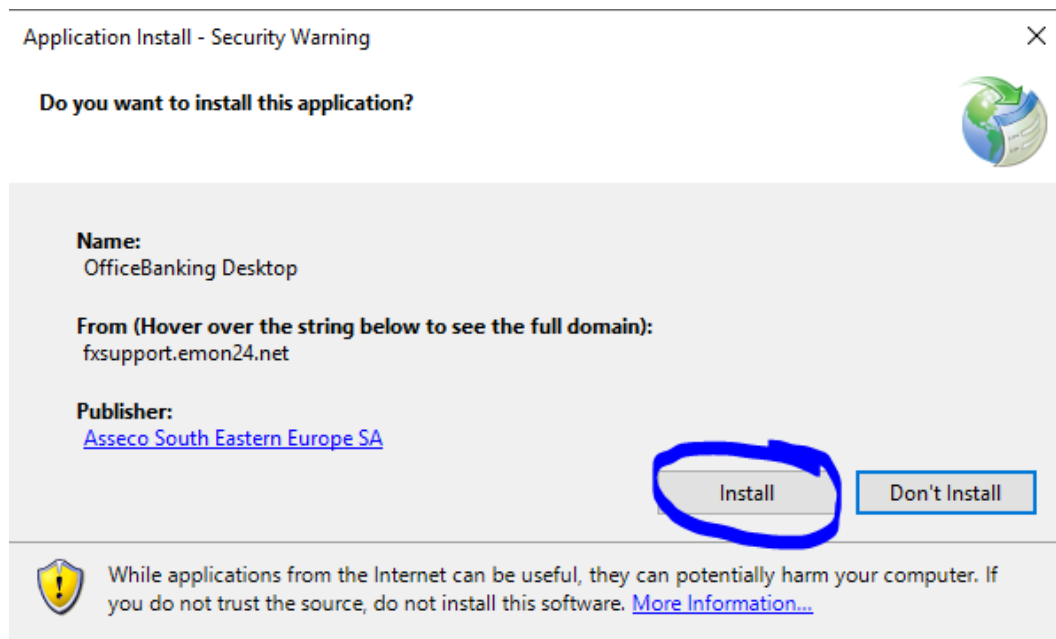 Application Install - Security Warning
Do you want to install this application?
Name:
OfficeBanking Desktop
From (Hover over the string below to see the full domain):
fxsupport.emon24.net
Publisher:
Asseco South Eastern Europe SA
Install
Don't Install
While applications from the Internet can be useful, they can potentially harm your computer. If
you do not trust the source, do not install this software. More Information...